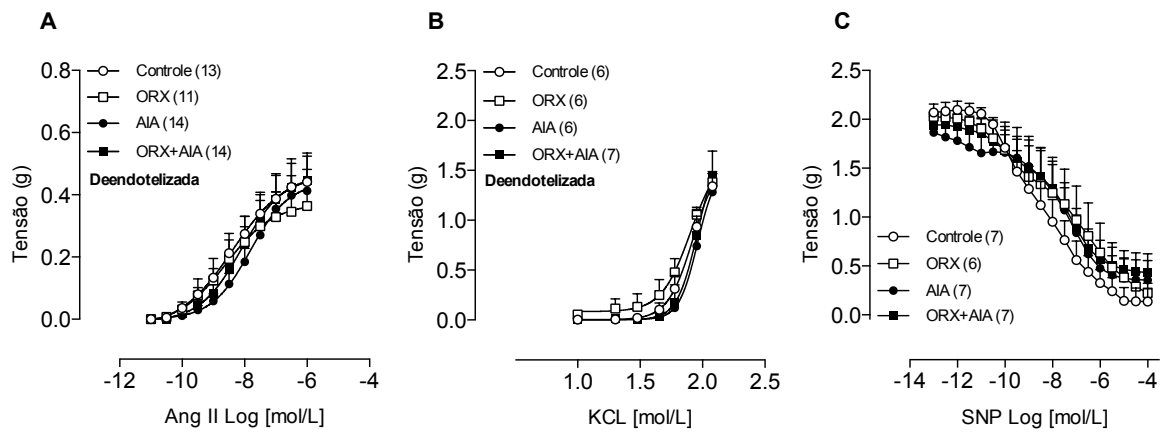 A
Controle (13)
ORX (11)
AIA (14)
ORX+AIA (14)
Deendotelizada
0.8
0.6
0.4
0.2
0.0
Tensão (g)
-12 -10 -8 -6 -4
Ang II Log [mol/L]
B
Controle (6)
ORX (6)
AIA (6)
ORX+AIA (7)
Deendotelizada
2.5
2.0
1.5
1.0
0.5
0.0
Tensão (g)
1.0 1.5 2.0 2.5
KCL [mol/L]
C
2.5
2.0
1.5
1.0
0.5
0.0
Tensão (g)
Controle (7)
ORX (6)
AIA (7)
ORX+AIA (7)
-14 -12 -10 -8 -6 -4
SNP Log [mol/L]